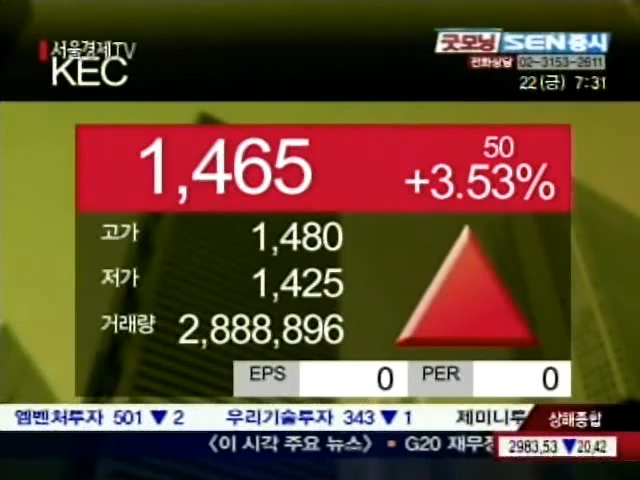 서울경제TV
KEC
굿모닝 SEN증시
전화상담 02-3153-2611
22(금) 7:31
1,465
50
+3.53%
고가 1,480
저가 1,425
거래량 2,888,896
EPS 0 PER 0
엠벤처투자 501 ▼ 2 우리기술투자 343 ▼ 1 제미니투
상해종합
<이 시각 주요 뉴스> ▪ G20 재무장
2983,53 ▼20,42